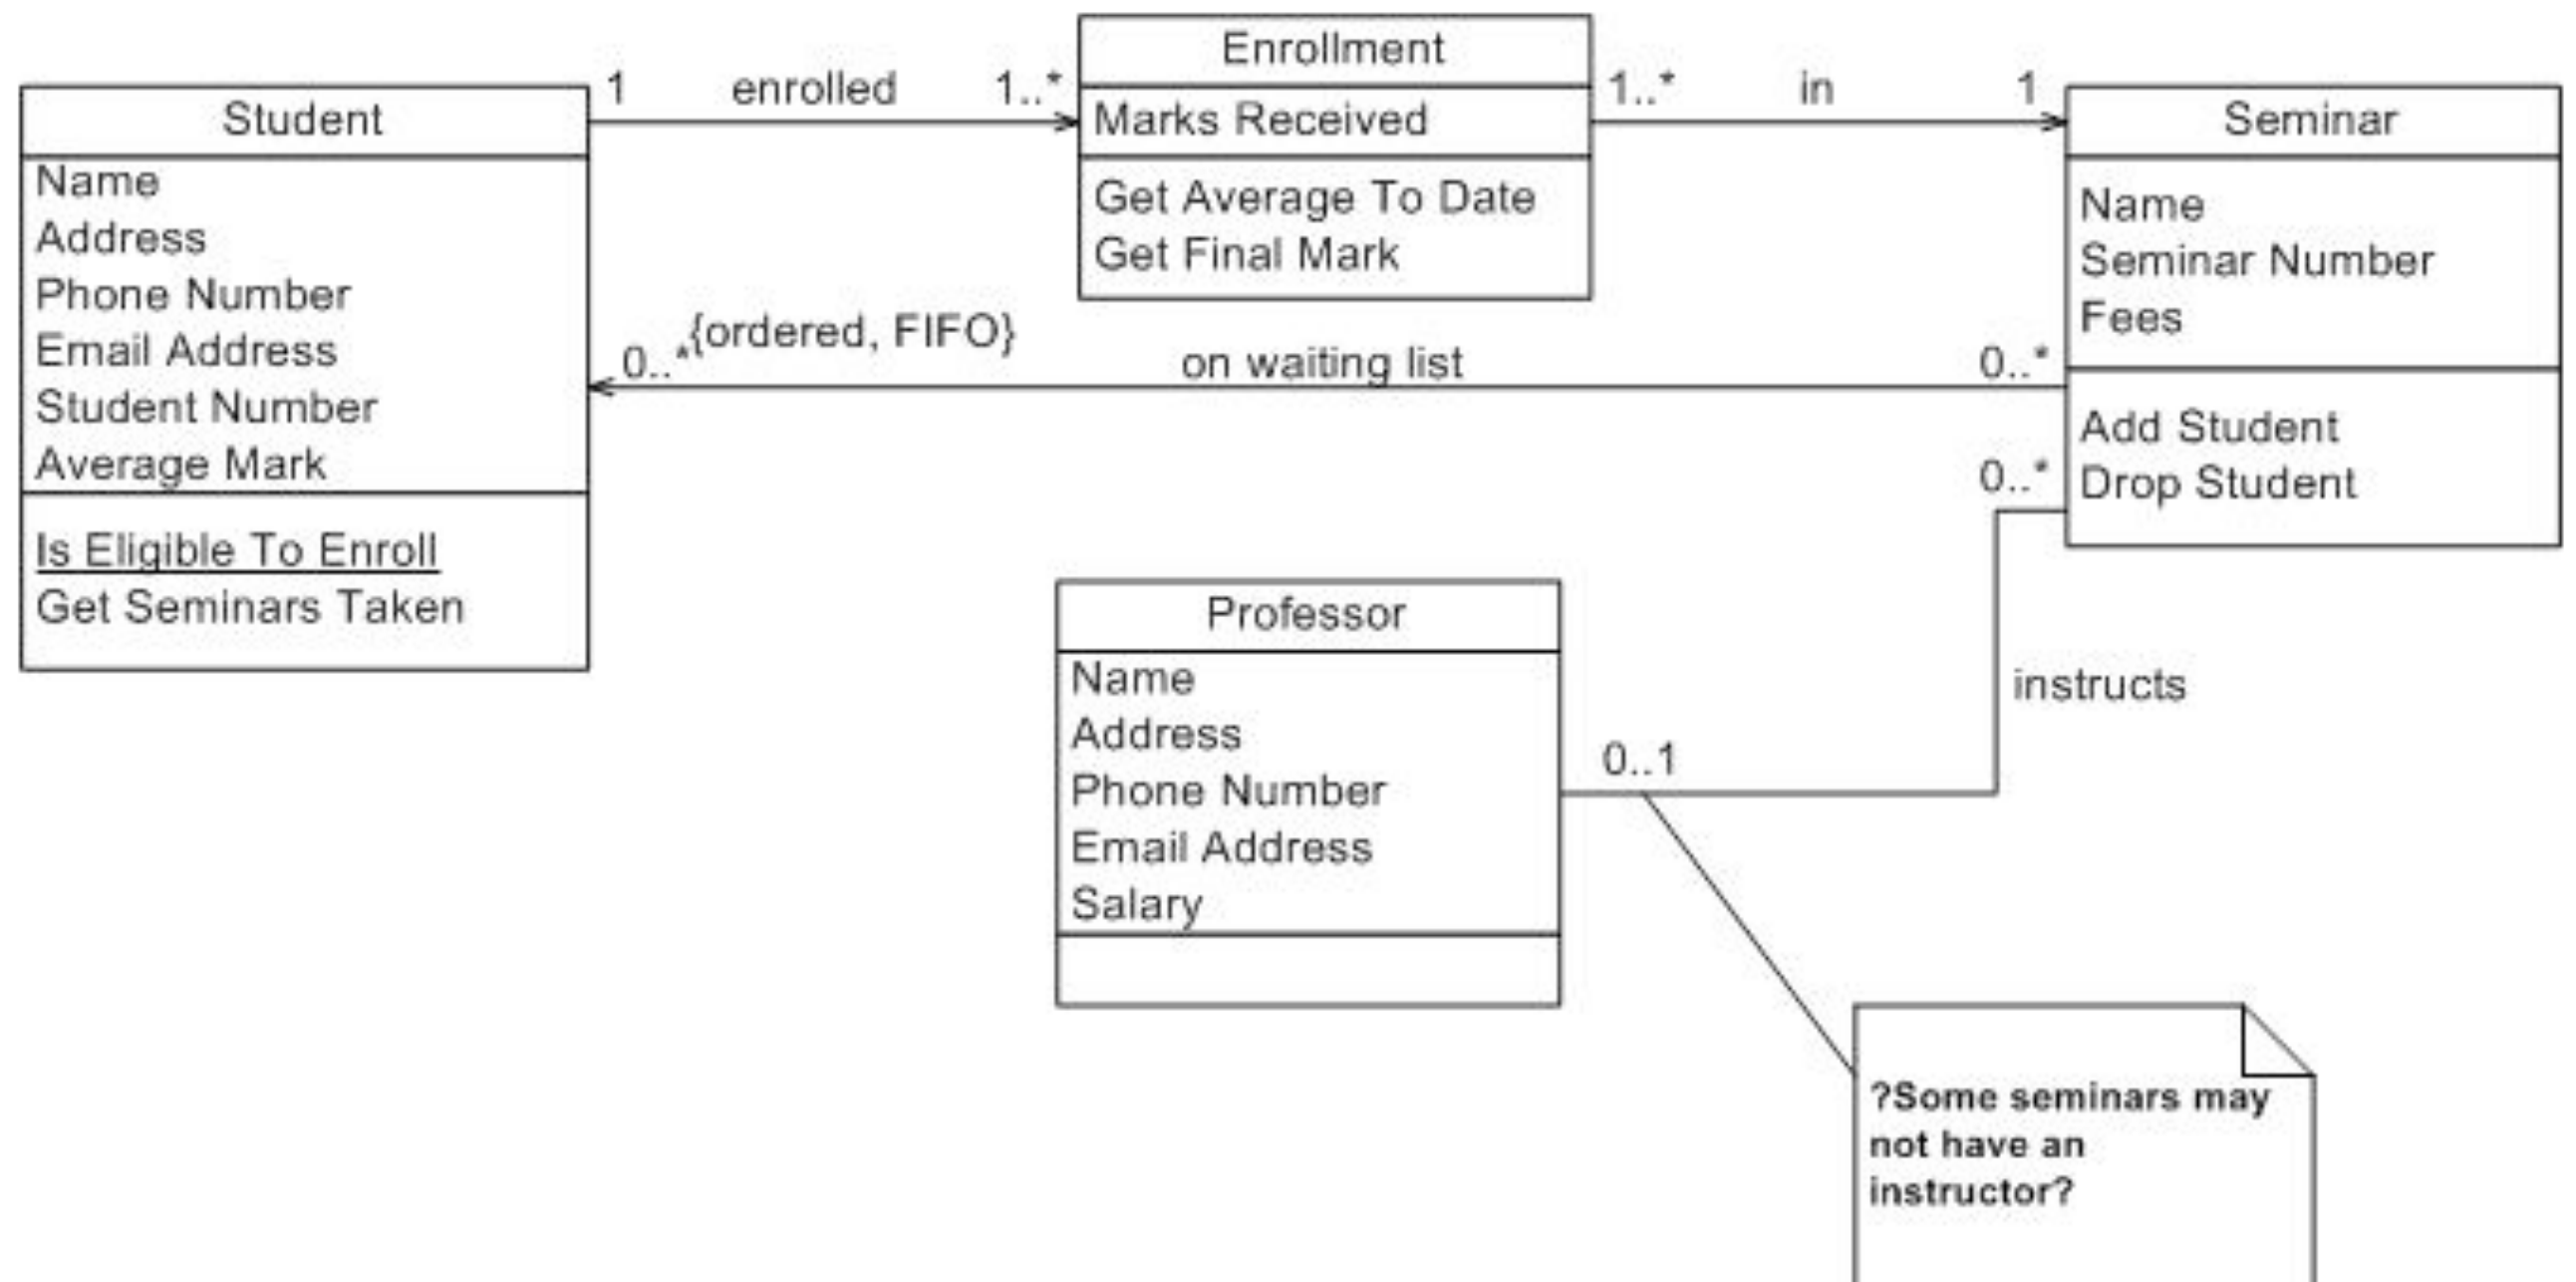 Student
Name
Address
Phone Number
Email Address
Student Number
Average Mark
Is Eligible To Enroll
Get Seminars Taken
1 enrolled 1..*
Enrollment
Marks Received
Get Average To Date
Get Final Mark
1..* in 1
Seminar
Name
Seminar Number
Fees
Add Student
Drop Student
{ordered, FIFO}
0..* on waiting list 0..*
0..*
instructs
0..1
Professor
Name
Address
Phone Number
Email Address
Salary
?Some seminars may
not have an
instructor?